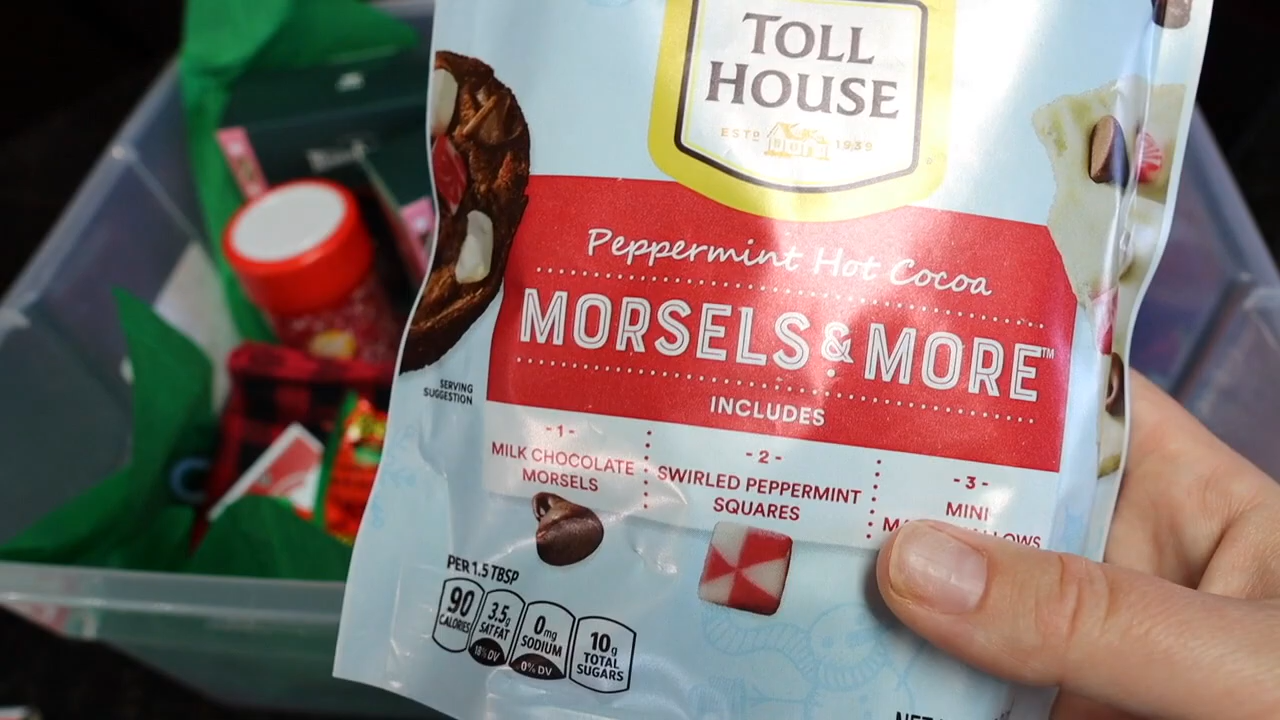 TOLL
HOUSE
ESTD 1939
Peppermint Hot Cocoa
MORSELS & MORE™
INCLUDES
SERVING
SUGGESTION
- 1 -
MILK CHOCOLATE
MORSELS
- 2 -
SWIRLED PEPPERMINT
SQUARES
- 3 -
MINI
PER 1.5 TBSP
90
CALORIES
3.5g
SAT FAT
18% DV
0mg
SODIUM
0% DV
10g
TOTAL
SUGARS